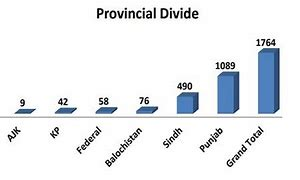 Provincial Divide
9
42
58
76
490
1089
1764
AJK
KP
Federal
Balochistan
Sindh
Punjab
Grand Total